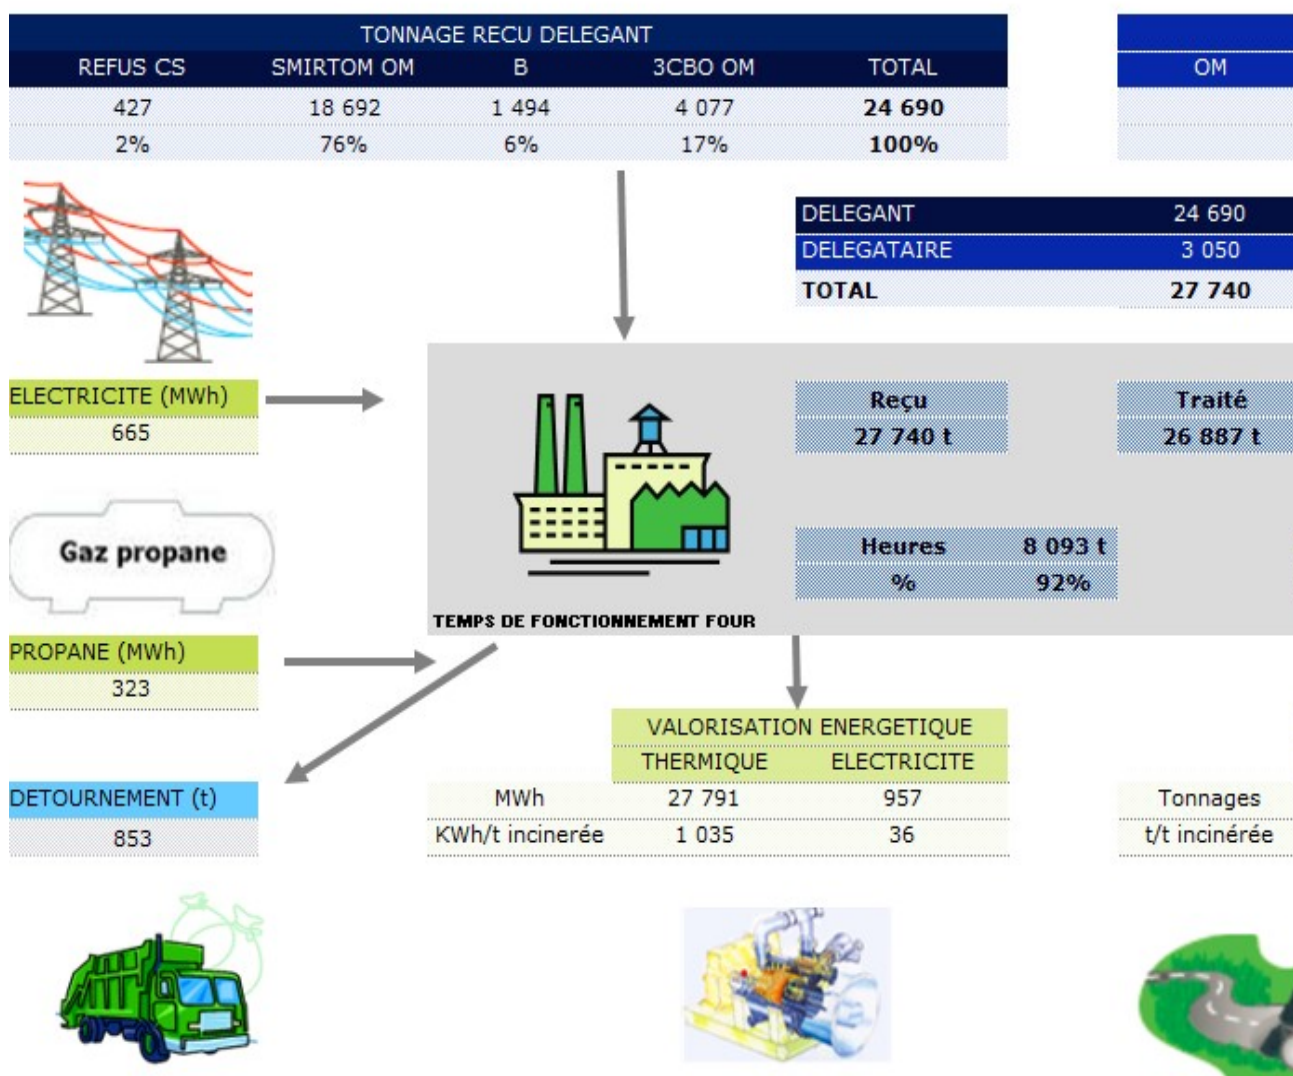 TONNAGE RECU DELEGANT
REFUS CS SMIRTOM OM B 3CBO OM TOTAL OM
427 18 692 1 494 4 077 24 690
2% 76% 6% 17% 100%
DELEGANT 24 690
DELEGATAIRE 3 050
TOTAL 27 740
ELECTRICITE (MWh)
665
Reçu Traité
27 740 t 26 887 t
Gaz propane
Heures 8 093 t
% 92%
TEMPS DE FONCTIONNEMENT FOUR
PROPANE (MWh)
323
VALORISATION ENERGETIQUE
THERMIQUE ELECTRICITE
DETOURNEMENT (t)
853
MWh 27 791 957 Tonnages
KWh/t incinerée 1 035 36 t/t incinérée